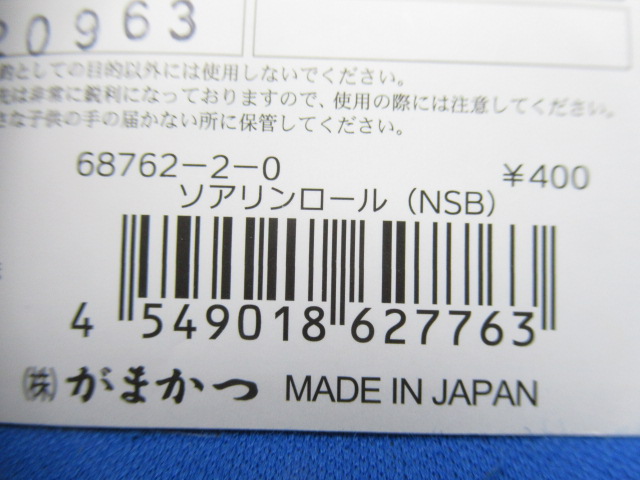 20963
としての目的以外には使用しないでください。
先は非常に鋭利になっておりますので、使用の際には注意してください。
さな子供の手の届かない所に保管してください。
68762-2-0 ¥400
ソアリンロール(NSB)
4 549018 627763
㈱がまかつ MADE IN JAPAN